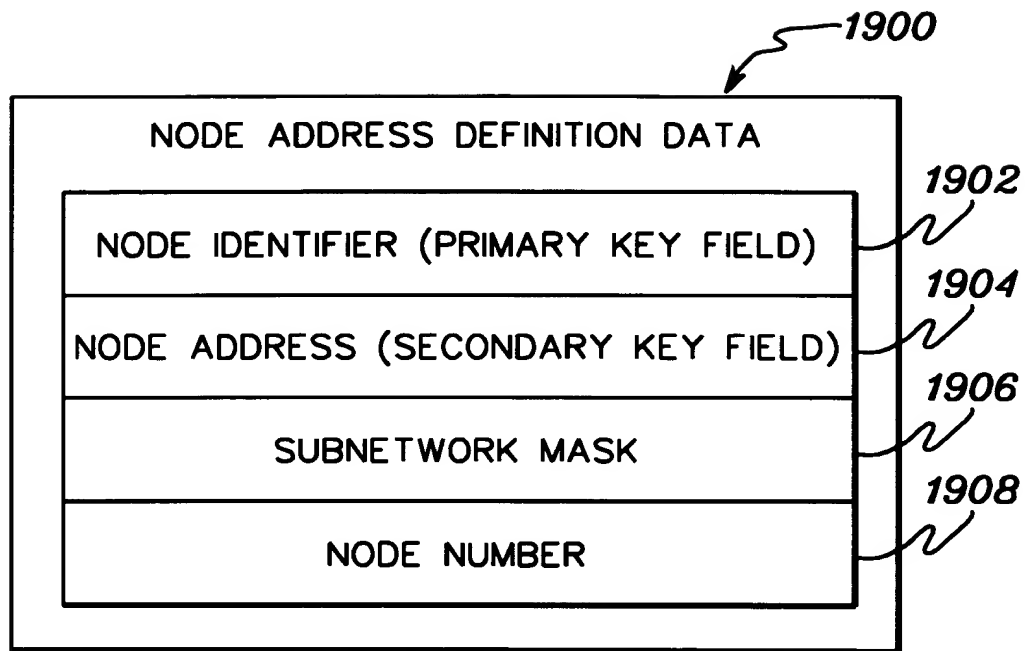 1900
NODE ADDRESS DEFINITION DATA
1902
NODE IDENTIFIER (PRIMARY KEY FIELD)
1904
NODE ADDRESS (SECONDARY KEY FIELD)
1906
SUBNETWORK MASK
1908
NODE NUMBER